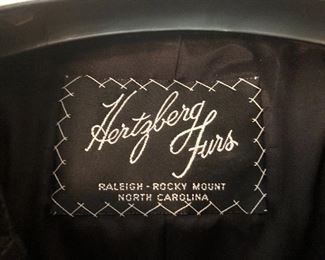 Hertzberg
Furs
RALEIGH - ROCKY MOUNT
NORTH CAROLINA